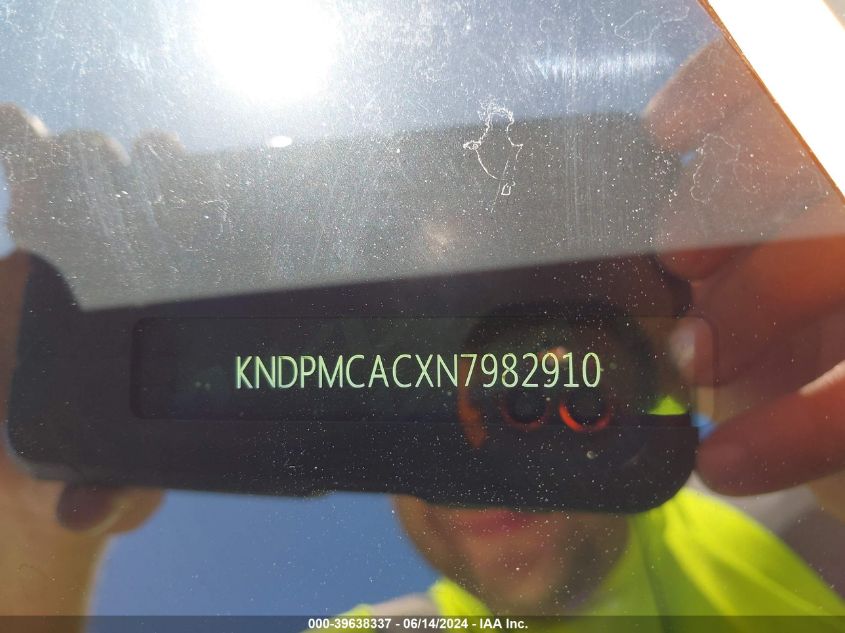 KNDPMCACXN7982910
000-39638337 - 06/14/2024 - IAA Inc.